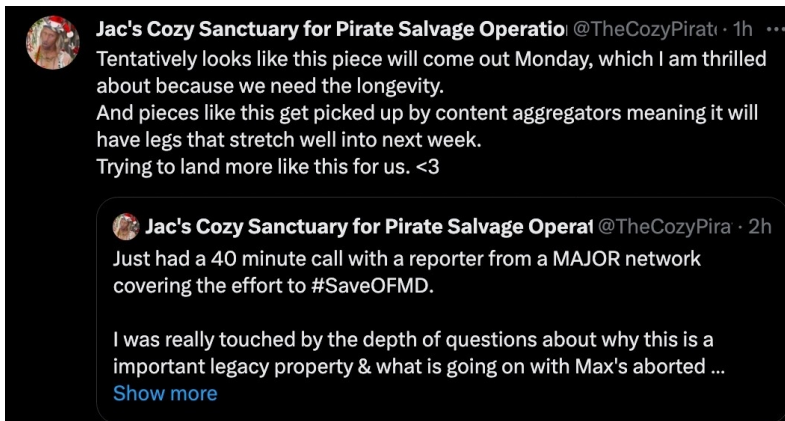 Jac's Cozy Sanctuary for Pirate Salvage Operatio @TheCozyPirat · 1h ...
Tentatively looks like this piece will come out Monday, which I am thrilled
about because we need the longevity.
And pieces like this get picked up by content aggregators meaning it will
have legs that stretch well into next week.
Trying to land more like this for us. <3
Jac's Cozy Sanctuary for Pirate Salvage Operat @TheCozyPira · 2h
Just had a 40 minute call with a reporter from a MAJOR network
covering the effort to #SaveOFMD.
I was really touched by the depth of questions about why this is a
important legacy property & what is going on with Max's aborted ...
Show more